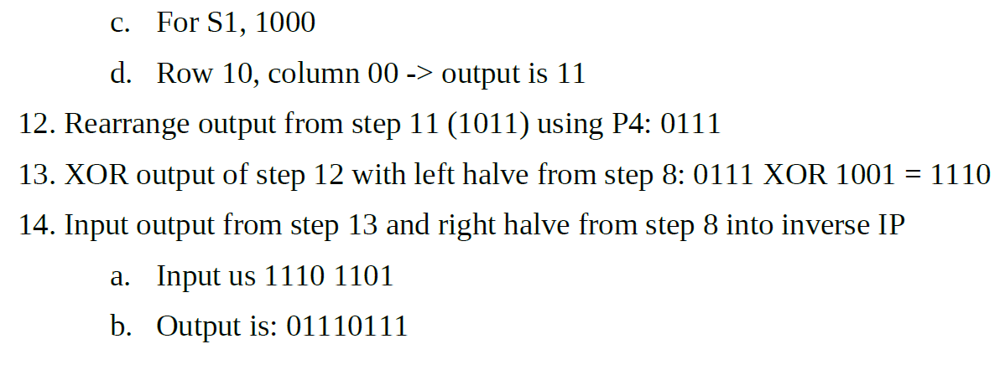 c. For S1, 1000
d. Row 10, column 00 -> output is 11
12. Rearrange output from step 11 (1011) using P4: 0111
13. XOR output of step 12 with left halve from step 8: 0111 XOR 1001 = 1110
14. Input output from step 13 and right halve from step 8 into inverse IP
a. Input us 1110 1101
b. Output is: 01110111